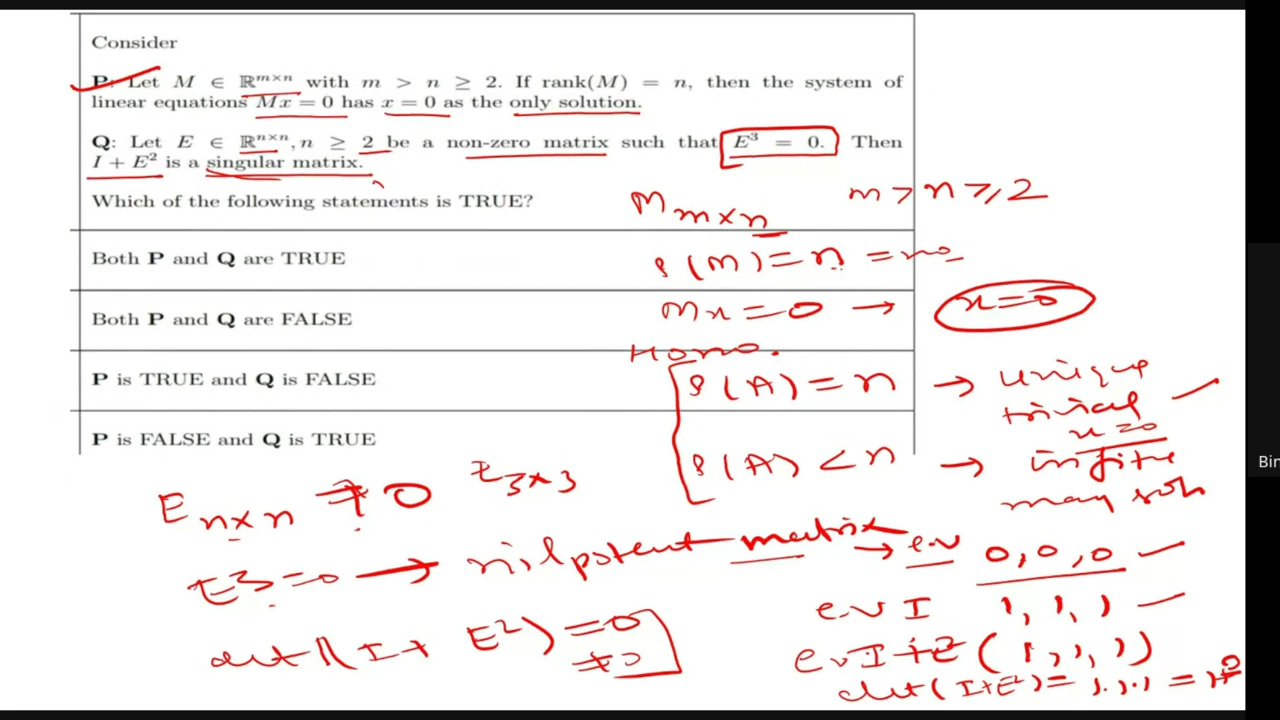 Consider
P: Let M ∈ ℝ^{m×n} with m > n ≥ 2. If rank(M) = n, then the system of
linear equations Mx = 0 has x = 0 as the only solution.
Q: Let E ∈ ℝ^{n×n}, n ≥ 2 be a non-zero matrix such that E³ = 0. Then
I + E² is a singular matrix.
Which of the following statements is TRUE?
Both P and Q are TRUE
Both P and Q are FALSE
P is TRUE and Q is FALSE
P is FALSE and Q is TRUE
M m×n m > n ≥ 2
ρ(M) = n = no
Mx = 0 → x = 0
Homo.
ρ(A) = n → unique
trivial
x = 0
ρ(A) < n → infite
many soln
E n×n ≠ 0 E 3×3
E³ = 0 → nilpotent matrix → e.v 0, 0, 0
e.v I 1, 1, 1
det(I + E²) = 0
≠ 0
e.v I + E² (1, 1, 1)
det(I + E²) = 1.1.1 = 1 ≠ 0
Bin